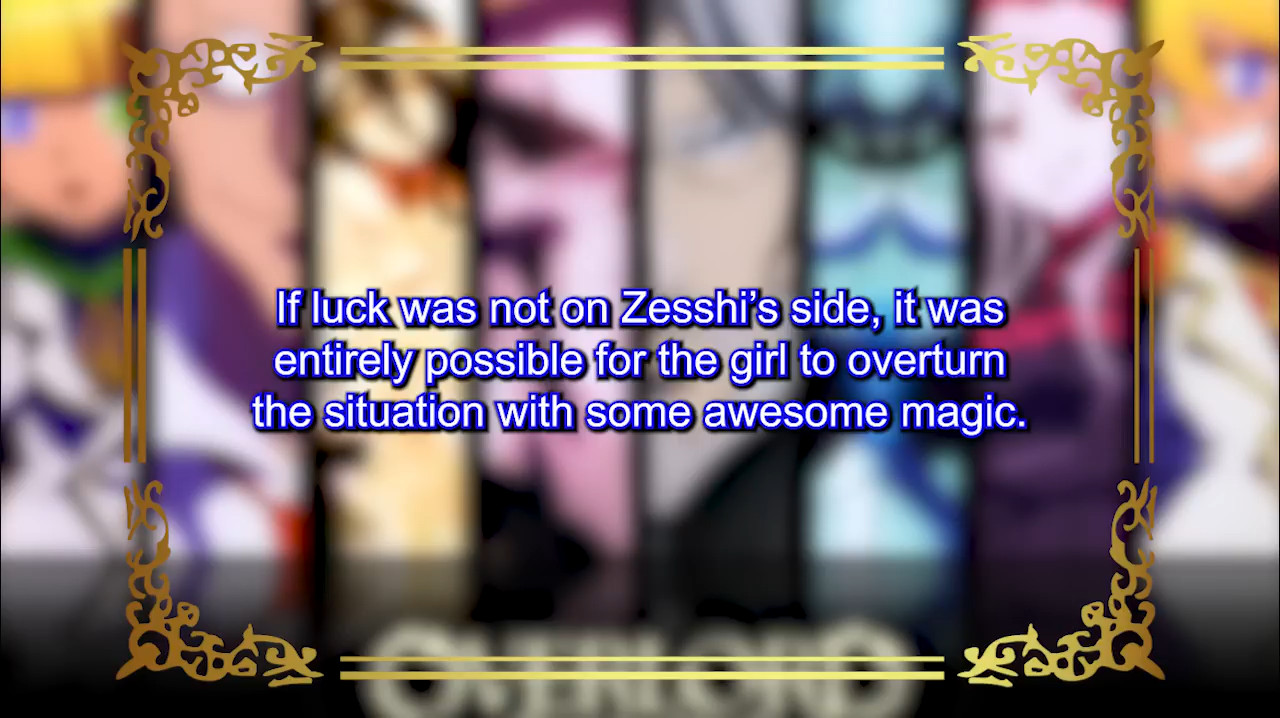 If luck was not on Zesshi’s side, it was
entirely possible for the girl to overturn
the situation with some awesome magic.
OVERLORD